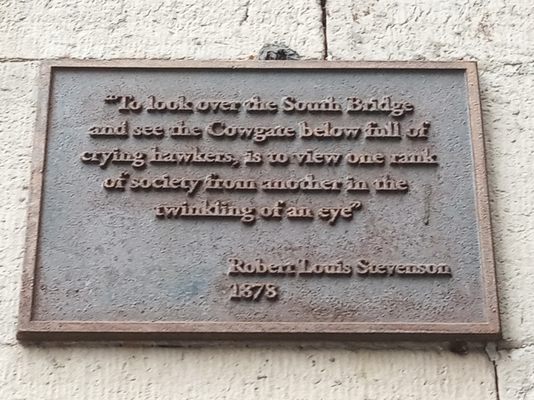 “To look over the South Bridge
and see the Cowgate below full of
crying hawkers, is to view one rank
of society from another in the
twinkling of an eye”
Robert Louis Stevenson
1878